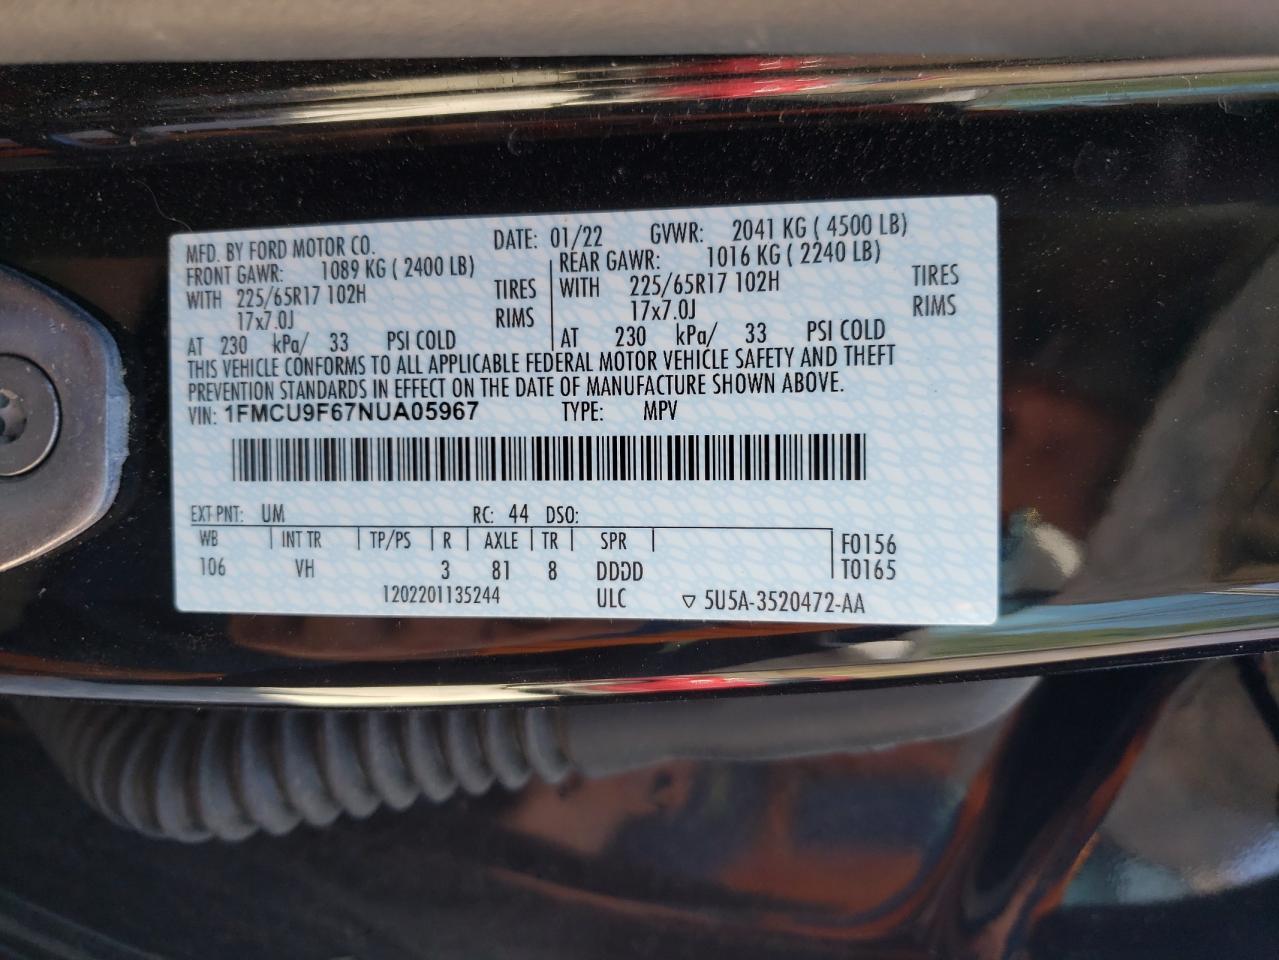 MFD. BY FORD MOTOR CO. DATE: 01/22 GVWR: 2041 KG ( 4500 LB)
FRONT GAWR: 1089 KG ( 2400 LB) REAR GAWR: 1016 KG ( 2240 LB)
WITH 225/65R17 102H TIRES WITH 225/65R17 102H TIRES
17x7.0J RIMS 17x7.0J RIMS
AT 230 kPa/ 33 PSI COLD AT 230 kPa/ 33 PSI COLD
THIS VEHICLE CONFORMS TO ALL APPLICABLE FEDERAL MOTOR VEHICLE SAFETY AND THEFT
PREVENTION STANDARDS IN EFFECT ON THE DATE OF MANUFACTURE SHOWN ABOVE.
VIN: 1FMCU9F67NUA05967 TYPE: MPV
EXT PNT: UM RC: 44 DSO:
WB INT TR TP/PS R AXLE TR SPR F0156
106 VH 3 81 8 DDDD T0165
1202201135244 ULC ▽ 5U5A-3520472-AA